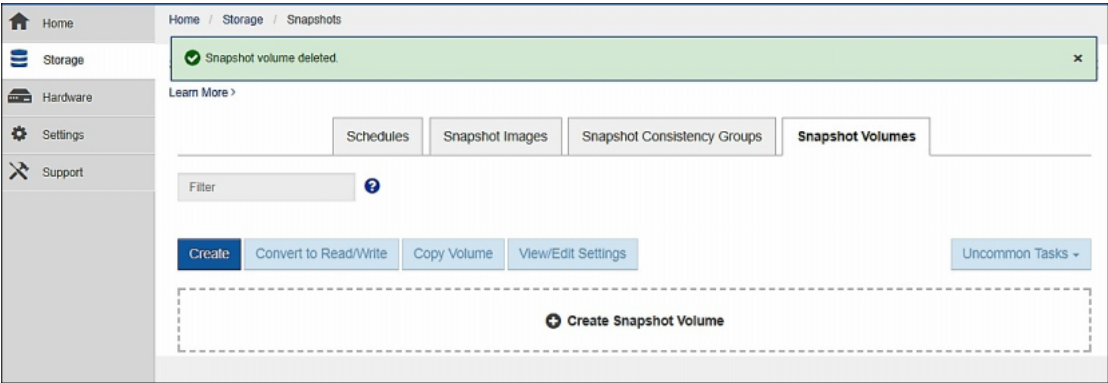 Home
Storage
Hardware
Settings
Support
Home / Storage / Snapshots
Snapshot volume deleted. ×
Learn More >
Schedules Snapshot Images Snapshot Consistency Groups Snapshot Volumes
Filter ?
Create Convert to Read/Write Copy Volume View/Edit Settings Uncommon Tasks
Create Snapshot Volume